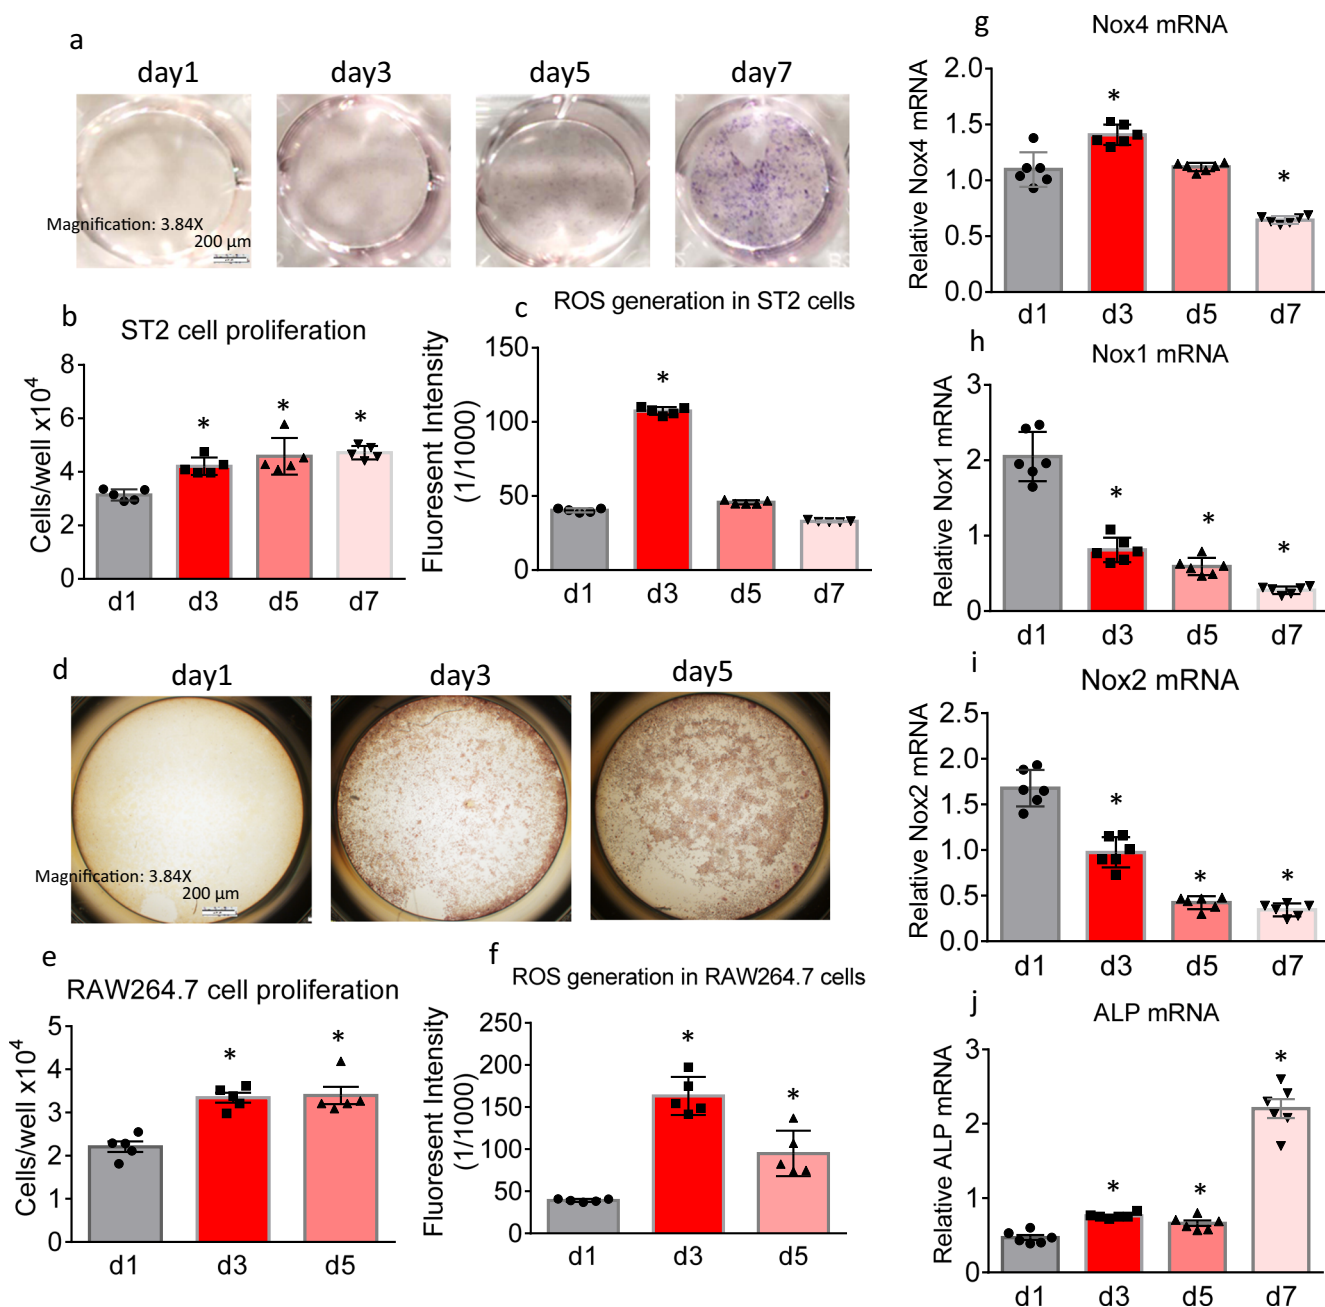 a
day1
day3
day5
day7
Magnification: 3.84X
200 µm
b
ST2 cell proliferation
Cells/well x10⁴
8
6
4
2
0
*
*
*
d1
d3
d5
d7
c
ROS generation in ST2 cells
Fluorescent Intensity
(1/1000)
150
100
50
0
*
d1
d3
d5
d7
d
day1
day3
day5
Magnification: 3.84X
200 µm
e
RAW264.7 cell proliferation
Cells/well x10⁴
5
4
3
2
1
0
*
*
d1
d3
d5
f
ROS generation in RAW264.7 cells
Fluorescent Intensity
(1/1000)
250
200
150
100
50
0
*
*
d1
d3
d5
g
Nox4 mRNA
Relative Nox4 mRNA
2.0
1.5
1.0
0.5
0.0
*
*
d1
d3
d5
d7
h
Nox1 mRNA
Relative Nox1 mRNA
3
2
1
0
*
*
*
d1
d3
d5
d7
i
Nox2 mRNA
Relative Nox2 mRNA
2.5
2.0
1.5
1.0
0.5
0.0
*
*
*
d1
d3
d5
d7
j
ALP mRNA
Relative ALP mRNA
3
2
1
0
*
*
*
d1
d3
d5
d7